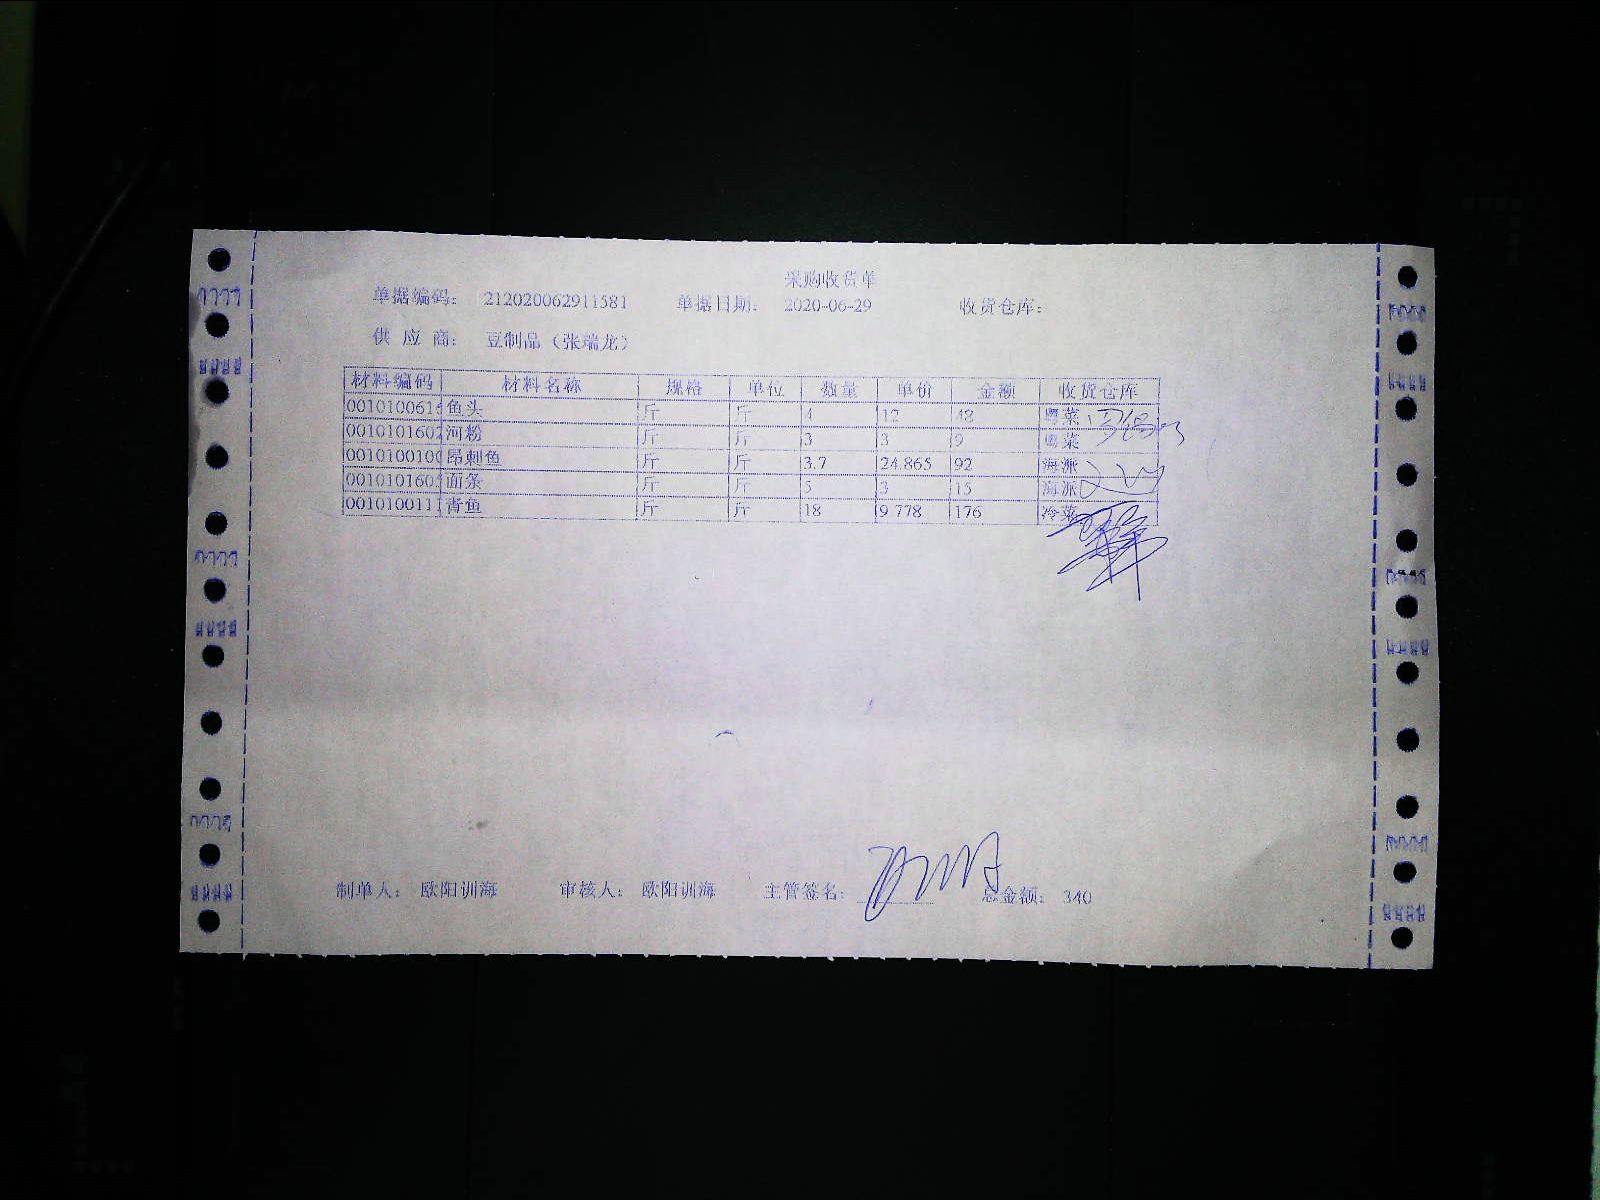 采购收货单
单据编码： 212020062911581 单据日期： 2020-06-29 收货仓库：
供 应 商： 豆制品（张瑞龙）
材料编码 材料名称 规格 单位 数量 单价 金额 收货仓库
0010100616 鱼头 斤 斤 4 12 48 粤菜
0010101602 河粉 斤 斤 3 3 9 粤菜
0010100100 昂刺鱼 斤 斤 3.7 24.865 92 海派
001010160 面条 斤 斤 5 3 15 海派
001010011 青鱼 斤 斤 18 9.778 176 冷菜
制单人： 欧阳训海 审核人： 欧阳训海 主管签名： 总金额： 340